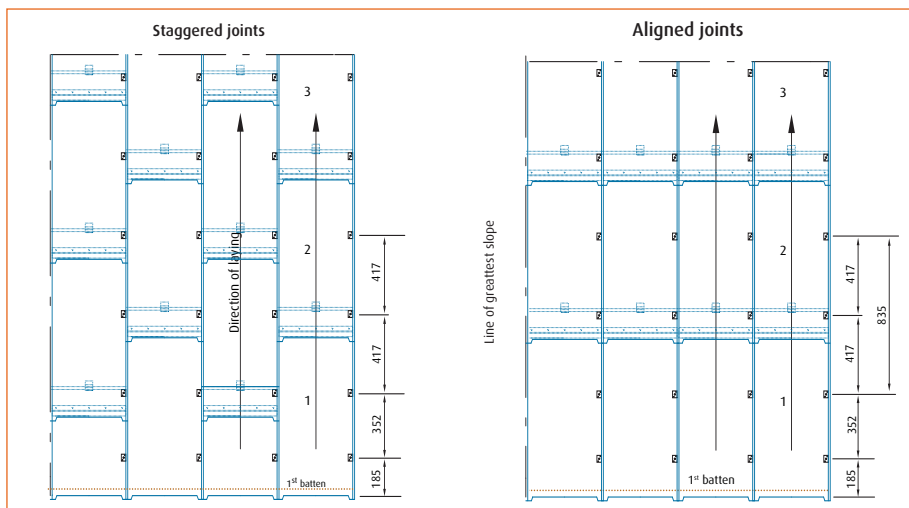 Staggered joints
Direction of laying
3
2
1
417
417
352
185
1st batten
Aligned joints
Line of greattest slope
3
2
1
417
417
835
352
185
1st batten